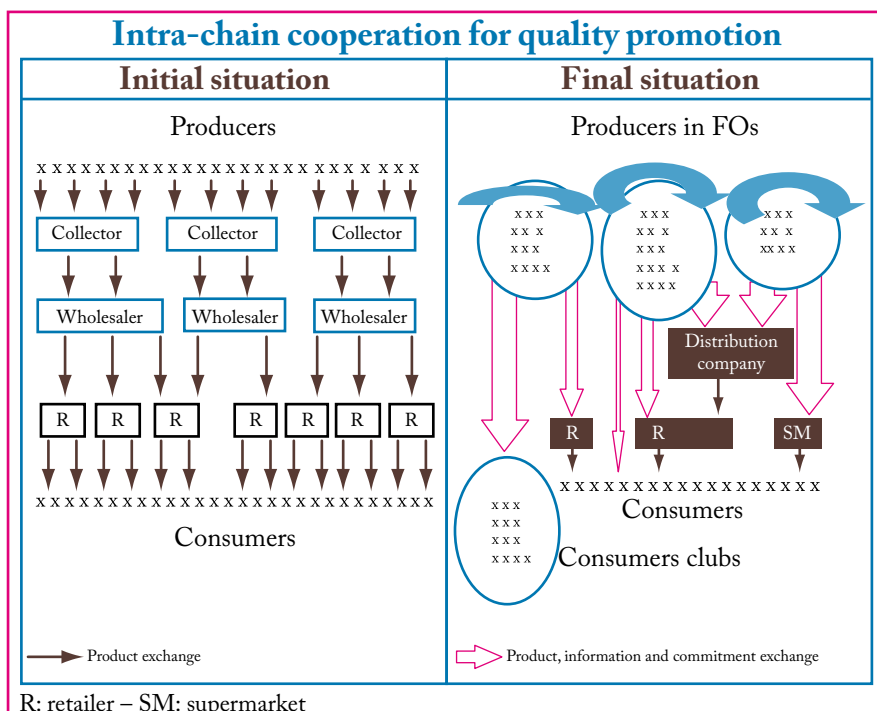 Intra-chain cooperation for quality promotion
Initial situation
Producers
x x x x x x x x x x x x x x x x x x x x x x x x
Collector Collector Collector
Wholesaler Wholesaler Wholesaler
R R R R R R R
x x x x x x x x x x x x x x x x x x x x x x x x x x x
Consumers
Product exchange
Final situation
Producers in FOs
x x x
x x x
x x x
x x x x
x x x
x x x
x x x
x x x x
x x x x
x x x
x x x
xx x x
Distribution
company
R R SM
x x x x x x x x x x x x x x x x x x
Consumers
x x x
x x x
x x x
x x x x
Consumers clubs
Product, information and commitment exchange
R: retailer – SM: supermarket